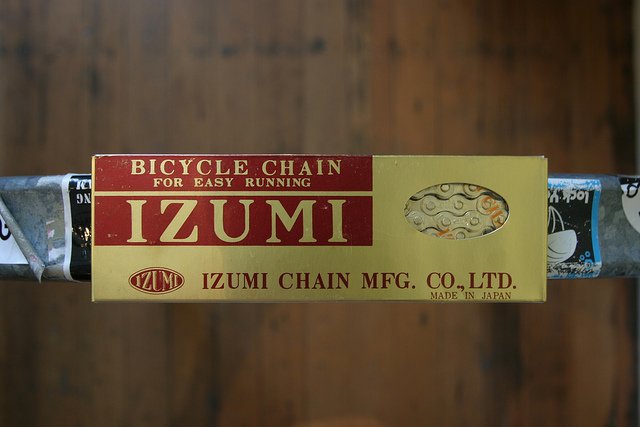 BICYCLE CHAIN
FOR EASY RUNNING
IZUMI
IZUMI
IZUMI CHAIN MFG. CO.,LTD.
MADE IN JAPAN